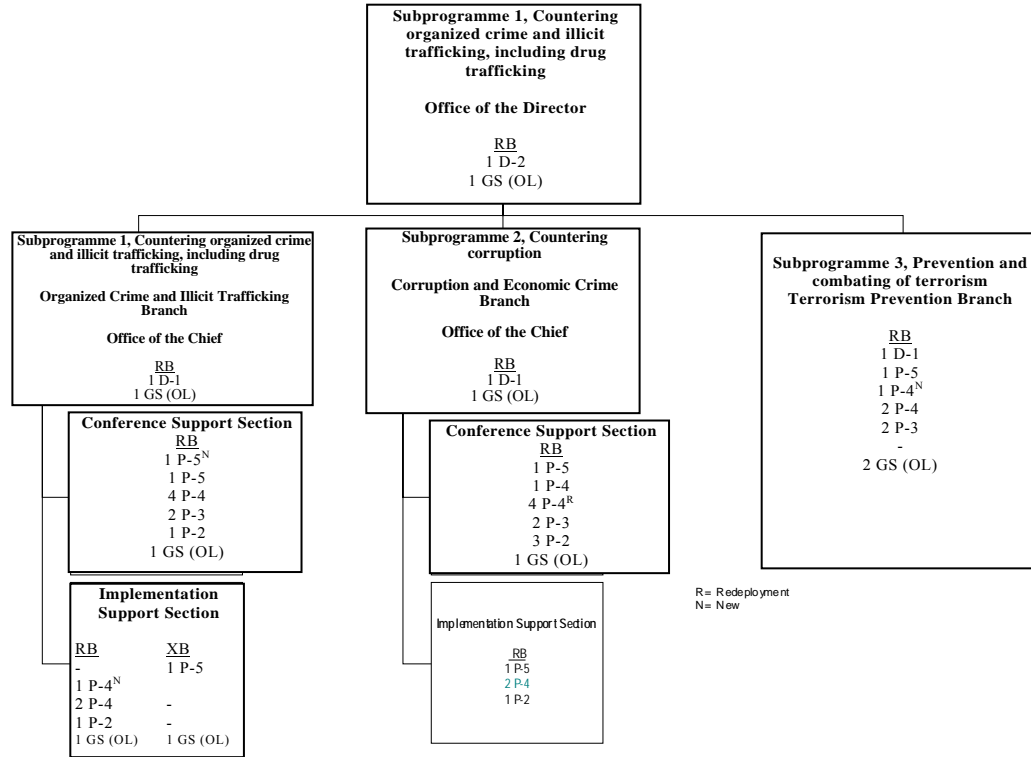 Subprogramme 1, Countering
organized crime and illicit
trafficking, including drug
trafficking
Office of the Director
RB
1 D-2
1 GS (OL)
Subprogramme 1, Countering organized crime
and illicit trafficking, including drug
trafficking
Organized Crime and Illicit Trafficking
Branch
Office of the Chief
RB
1 D-1
1 GS (OL)
Conference Support Section
RB
1 P-5N
1 P-5
4 P-4
2 P-3
1 P-2
1 GS (OL)
Implementation
Support Section
RB XB
- 1 P-5
1 P-4N
2 P-4 -
1 P-2 -
1 GS (OL) 1 GS (OL)
Subprogramme 2, Countering
corruption
Corruption and Economic Crime
Branch
Office of the Chief
RB
1 D-1
1 GS (OL)
Conference Support Section
RB
1 P-5
1 P-4
4 P-4R
2 P-3
3 P-2
1 GS (OL)
Implementation Support Section
RB
1 P-5
2 P-4
1 P-2
Subprogramme 3, Prevention and
combating of terrorism
Terrorism Prevention Branch
RB
1 D-1
1 P-5
1 P-4N
2 P-4
2 P-3
-
2 GS (OL)
R= Redeployment
N= New